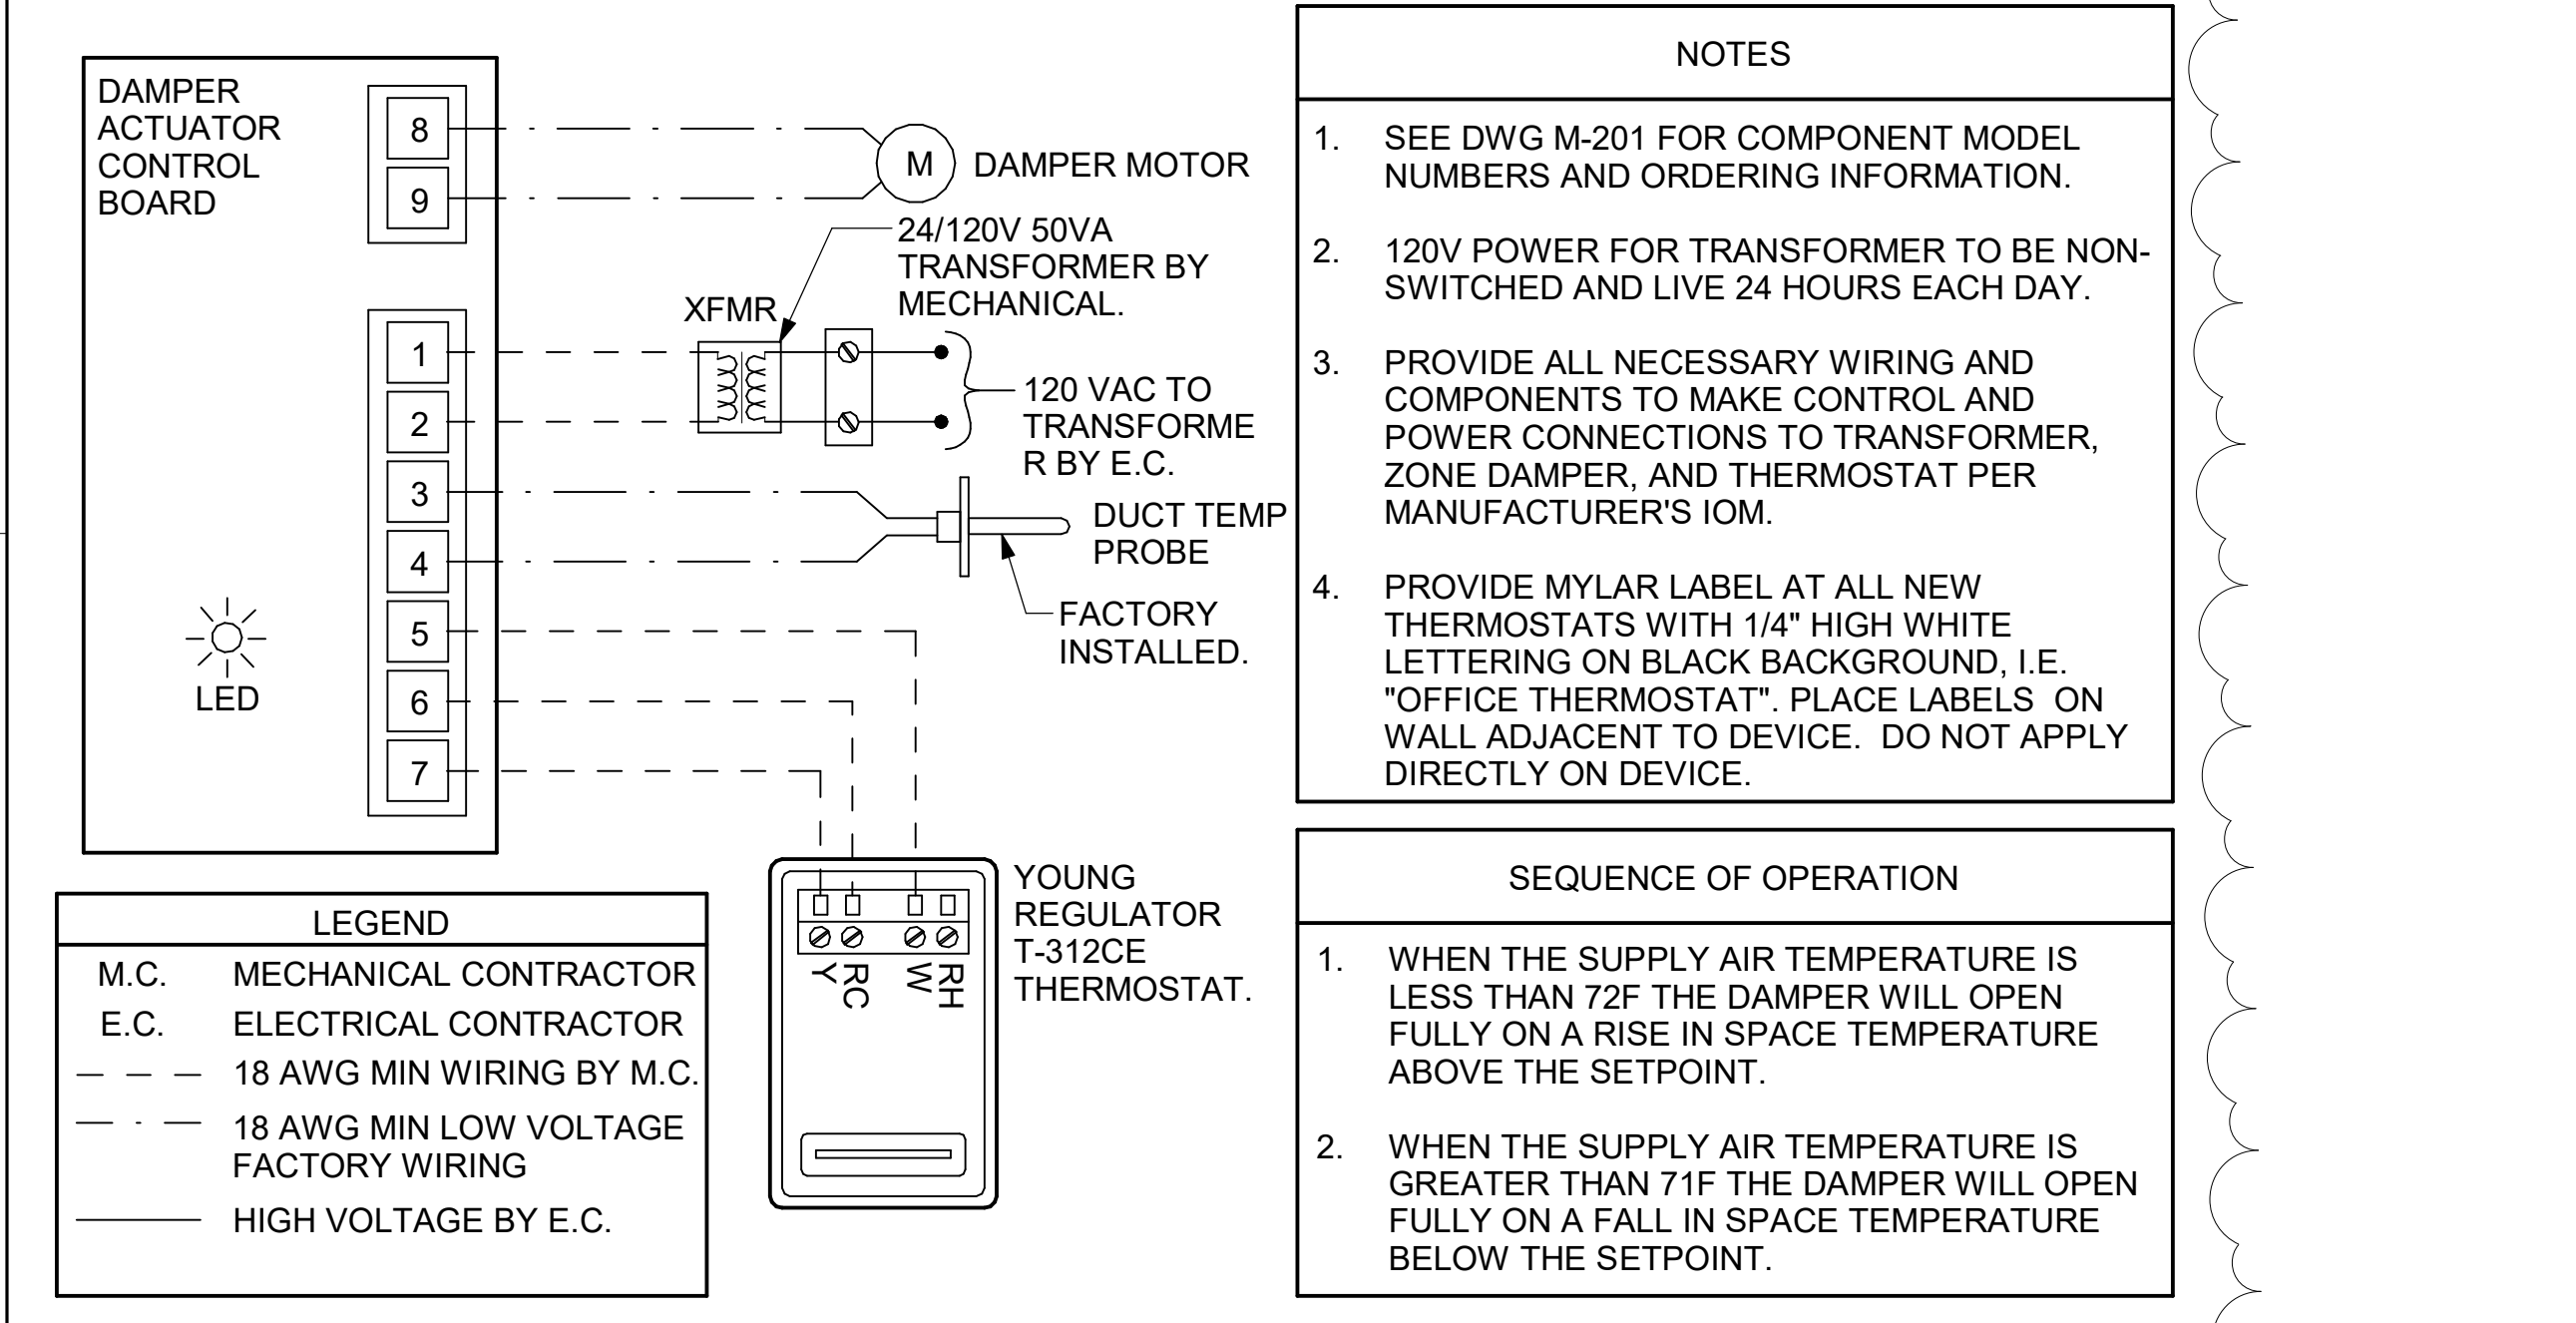 DAMPER
ACTUATOR
CONTROL
BOARD
8
9
M
DAMPER MOTOR
24/120V 50VA
TRANSFORMER BY
MECHANICAL.
XFMR
1
2
3
4
5
6
7
120 VAC TO
TRANSFORME
R BY E.C.
DUCT TEMP
PROBE
FACTORY
INSTALLED.
LED
YOUNG
REGULATOR
T-312CE
THERMOSTAT.
Y
RC
W
RH
LEGEND
M.C. MECHANICAL CONTRACTOR
E.C. ELECTRICAL CONTRACTOR
18 AWG MIN WIRING BY M.C.
18 AWG MIN LOW VOLTAGE
FACTORY WIRING
HIGH VOLTAGE BY E.C.
NOTES
1. SEE DWG M-201 FOR COMPONENT MODEL
NUMBERS AND ORDERING INFORMATION.
2. 120V POWER FOR TRANSFORMER TO BE NON-
SWITCHED AND LIVE 24 HOURS EACH DAY.
3. PROVIDE ALL NECESSARY WIRING AND
COMPONENTS TO MAKE CONTROL AND
POWER CONNECTIONS TO TRANSFORMER,
ZONE DAMPER, AND THERMOSTAT PER
MANUFACTURER'S IOM.
4. PROVIDE MYLAR LABEL AT ALL NEW
THERMOSTATS WITH 1/4" HIGH WHITE
LETTERING ON BLACK BACKGROUND, I.E.
"OFFICE THERMOSTAT". PLACE LABELS  ON
WALL ADJACENT TO DEVICE.  DO NOT APPLY
DIRECTLY ON DEVICE.
SEQUENCE OF OPERATION
1. WHEN THE SUPPLY AIR TEMPERATURE IS
LESS THAN 72F THE DAMPER WILL OPEN
FULLY ON A RISE IN SPACE TEMPERATURE
ABOVE THE SETPOINT.
2. WHEN THE SUPPLY AIR TEMPERATURE IS
GREATER THAN 71F THE DAMPER WILL OPEN
FULLY ON A FALL IN SPACE TEMPERATURE
BELOW THE SETPOINT.